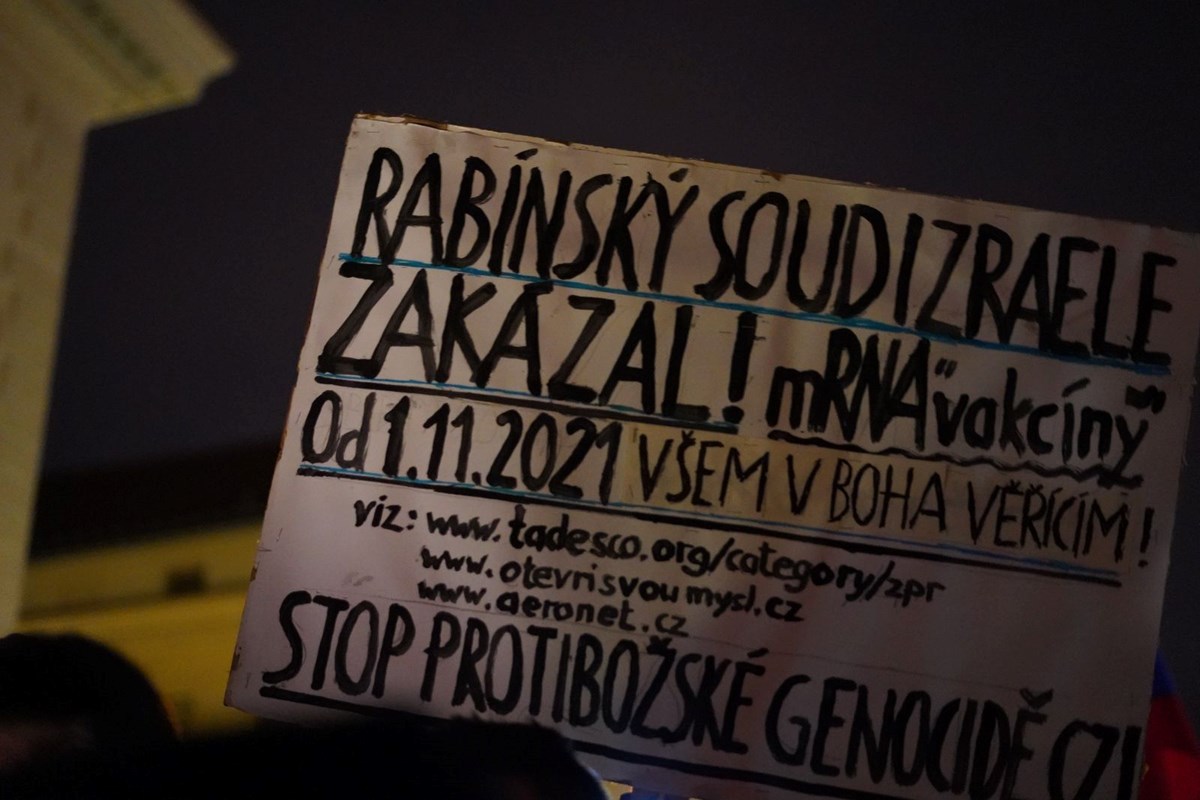 RABÍNSKÝ SOUD IZRAELE
ZAKÁZAL! mRNA "vakcíny"
Od 1.11.2021 VŠEM V BOHA VĚŘÍCÍM!
viz: www.tadesco.org/category/zpr
www.otevrisvoumysl.cz
www.aeronet.cz
STOP PROTIBOŽSKÉ GENOCIDĚ